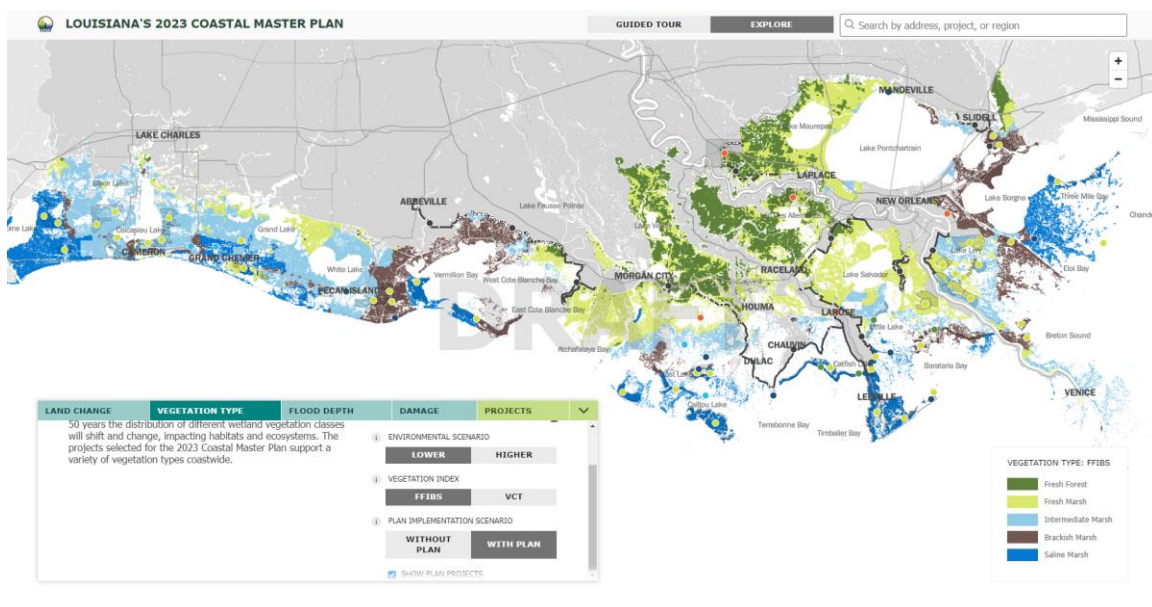 LOUISIANA'S 2023 COASTAL MASTER PLAN
GUIDED TOUR
EXPLORE
Search by address, project, or region
+
−
MANDEVILLE
SLIDELL
Mississippi Sound
LAKE CHARLES
Lake Maurepas
Lake Pontchartrain
Black Lake
LAPLACE
ABBEVILLE
Lake Fausse Pointe
NEW ORLEANS
Lake Borgne
Three Mile Bay
Calcasieu Lake
Grand Lake
CAMERON
GRAND CHENIER
White Lake
Vermilion Bay
West Cote Blanche Bay
MORGAN CITY
RACELAND
Lake Salvador
Eloi Bay
PECAN ISLAND
East Cote Blanche Bay
HOUMA
LAROSE
Little Lake
Breton Sound
DRAFT
Atchafalaya Bay
CHAUVIN
DULAC
Barataria Bay
Caillou Lake
LEEVILLE
VENICE
Terrebonne Bay
Timbalier Bay
LAND CHANGE
VEGETATION TYPE
FLOOD DEPTH
DAMAGE
PROJECTS
50 years the distribution of different wetland vegetation classes
will shift and change, impacting habitats and ecosystems. The
projects selected for the 2023 Coastal Master Plan support a
variety of vegetation types coastwide.
i ENVIRONMENTAL SCENARIO
LOWER
HIGHER
i VEGETATION INDEX
FFIBS
VCT
i PLAN IMPLEMENTATION SCENARIO
WITHOUT
PLAN
WITH PLAN
SHOW PLAN PROJECTS
VEGETATION TYPE: FFIBS
Fresh Forest
Fresh Marsh
Intermediate Marsh
Brackish Marsh
Saline Marsh